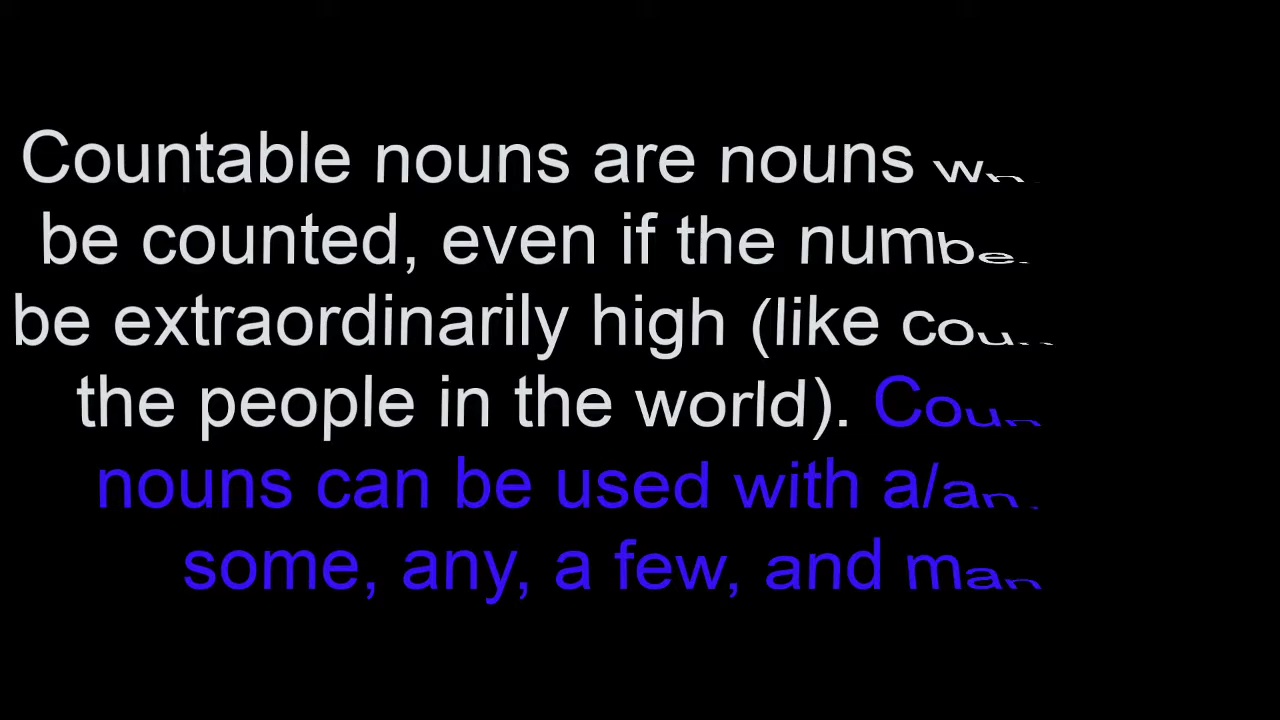 Countable nouns are nouns
be counted, even if the
be extraordinarily high (like
the people in the world).
nouns can be used with
some, any, a few, and